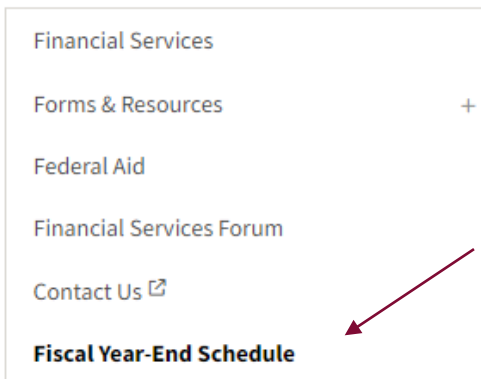 Financial Services
Forms & Resources +
Federal Aid
Financial Services Forum
Contact Us
Fiscal Year-End Schedule